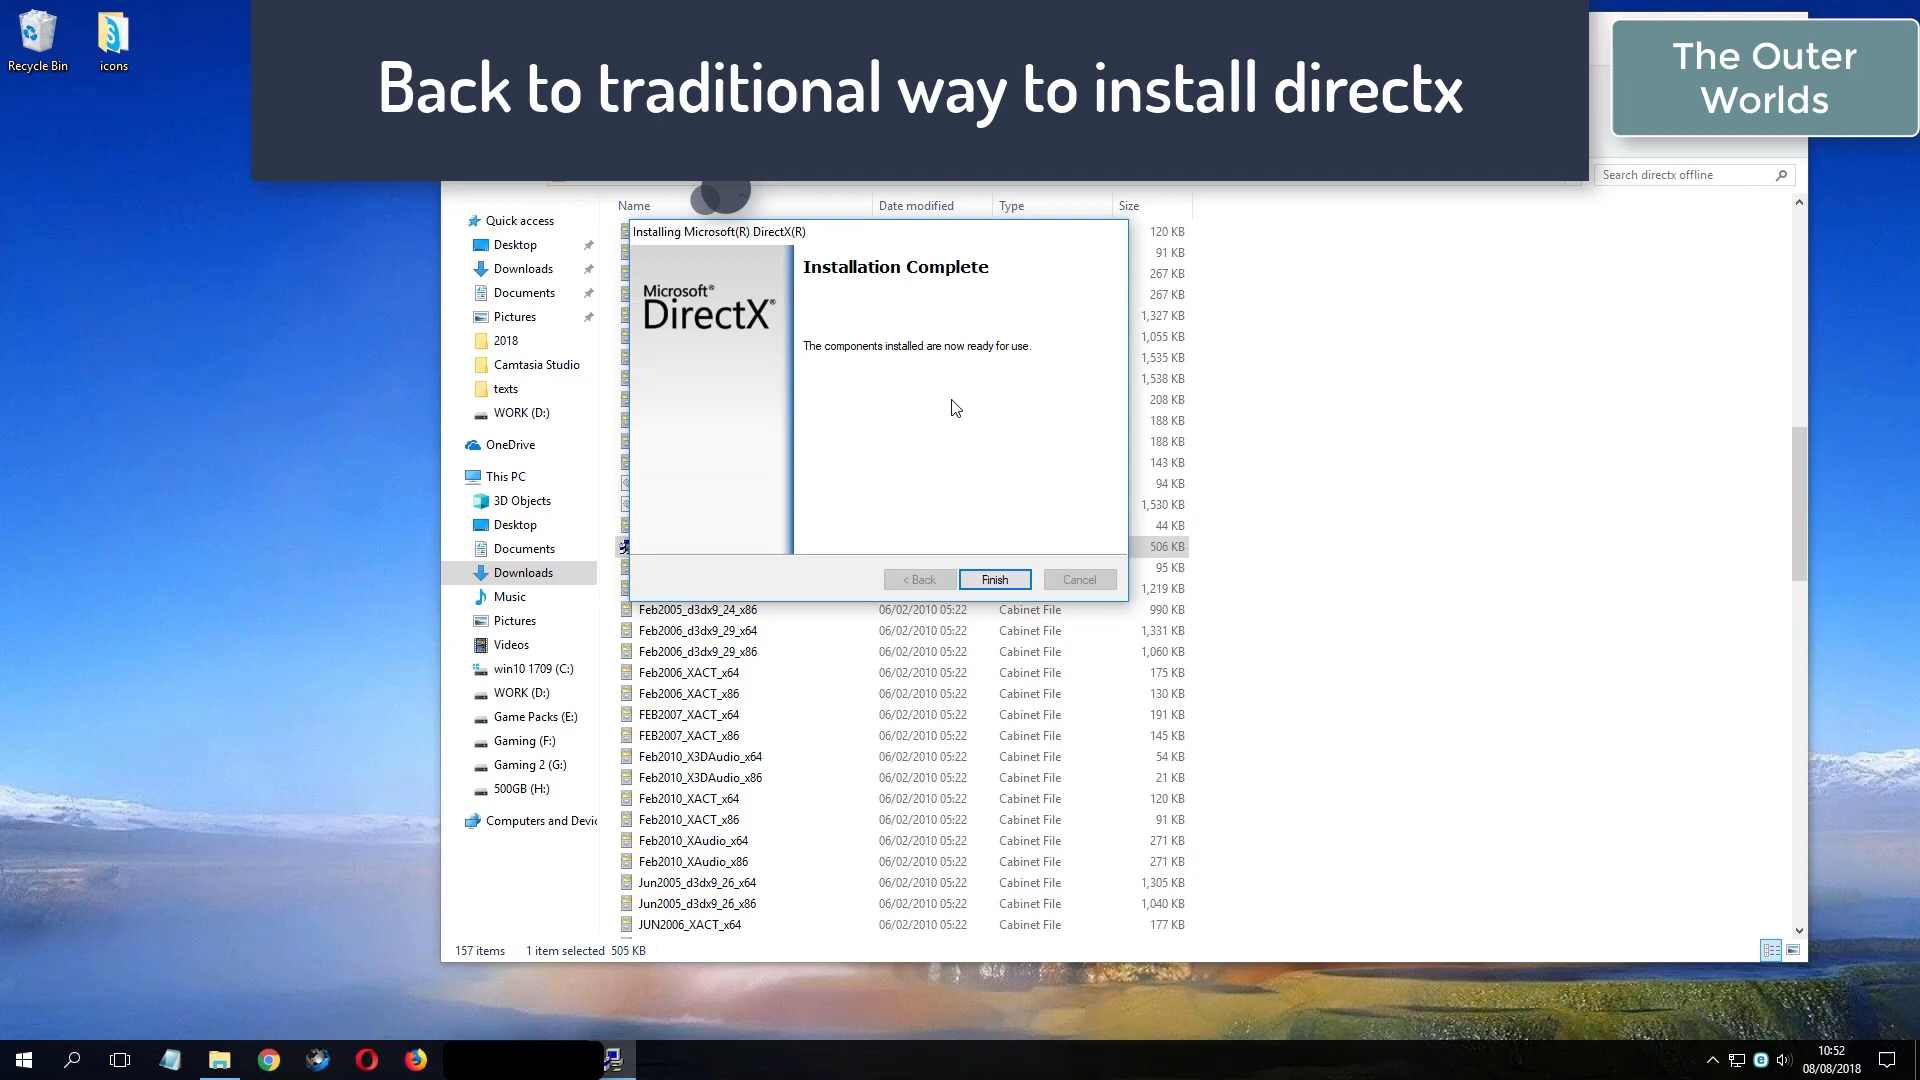 Recycle Bin
icons
Back to traditional way to install directx
The Outer
Worlds
Search directx offline
Name
Date modified
Type
Size
Quick access
Desktop
Downloads
Documents
Pictures
2018
Camtasia Studio
texts
WORK (D:)
OneDrive
This PC
3D Objects
Desktop
Documents
Downloads
Music
Pictures
Videos
win10 1709 (C:)
WORK (D:)
Game Packs (E:)
Gaming (F:)
Gaming 2 (G:)
500GB (H:)
Computers and Devic
Installing Microsoft(R) DirectX(R)
Microsoft®
DirectX®
Installation Complete
The components installed are now ready for use.
< Back
Finish
Cancel
120 KB
91 KB
267 KB
267 KB
1,327 KB
1,055 KB
1,535 KB
1,538 KB
208 KB
188 KB
188 KB
143 KB
94 KB
1,530 KB
44 KB
506 KB
95 KB
1,219 KB
Feb2005_d3dx9_24_x86 06/02/2010 05:22 Cabinet File 990 KB
Feb2006_d3dx9_29_x64 06/02/2010 05:22 Cabinet File 1,331 KB
Feb2006_d3dx9_29_x86 06/02/2010 05:22 Cabinet File 1,060 KB
Feb2006_XACT_x64 06/02/2010 05:22 Cabinet File 175 KB
Feb2006_XACT_x86 06/02/2010 05:22 Cabinet File 130 KB
FEB2007_XACT_x64 06/02/2010 05:22 Cabinet File 191 KB
FEB2007_XACT_x86 06/02/2010 05:22 Cabinet File 145 KB
Feb2010_X3DAudio_x64 06/02/2010 05:22 Cabinet File 54 KB
Feb2010_X3DAudio_x86 06/02/2010 05:22 Cabinet File 21 KB
Feb2010_XACT_x64 06/02/2010 05:22 Cabinet File 120 KB
Feb2010_XACT_x86 06/02/2010 05:22 Cabinet File 91 KB
Feb2010_XAudio_x64 06/02/2010 05:22 Cabinet File 271 KB
Feb2010_XAudio_x86 06/02/2010 05:22 Cabinet File 271 KB
Jun2005_d3dx9_26_x64 06/02/2010 05:22 Cabinet File 1,305 KB
Jun2005_d3dx9_26_x86 06/02/2010 05:22 Cabinet File 1,040 KB
JUN2006_XACT_x64 06/02/2010 05:22 Cabinet File 177 KB
157 items 1 item selected 505 KB
10:52
08/08/2018